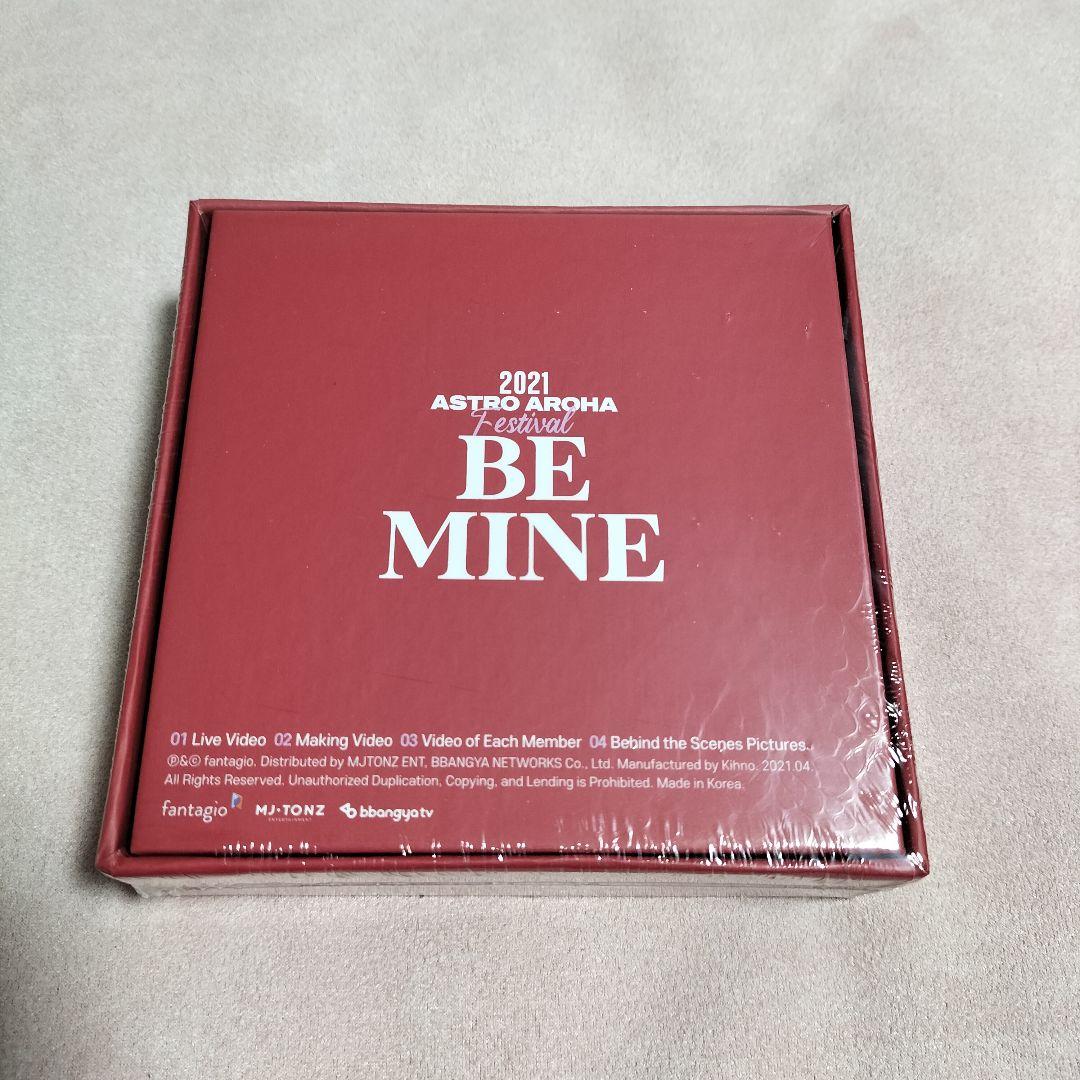 2021
ASTRO AROHA
Festival
BE
MINE
01 Live Video 02 Making Video 03 Video of Each Member 04 Behind the Scenes Pictures.
℗&© fantagio. Distributed by MJTONZ ENT, BBANGYA NETWORKS Co., Ltd. Manufactured by Kihno. 2021.04.
All Rights Reserved. Unauthorized Duplication, Copying, and Lending is Prohibited. Made in Korea.
fantagio MJ·TONZ ENTERTAINMENT bbangyatv